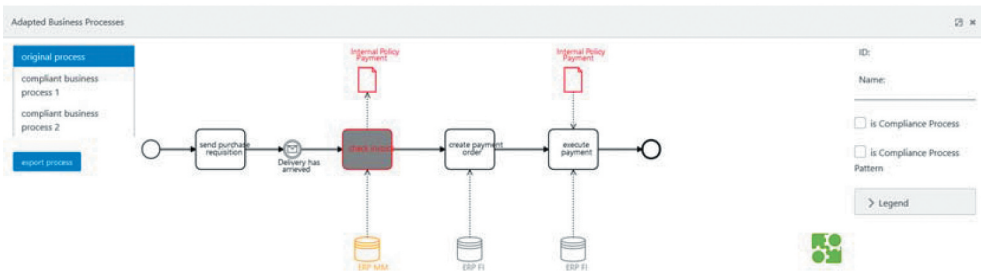 Adapted Business Processes
original process
compliant business
process 1
compliant business
process 2
export process
Internal Policy
Payment
Internal Policy
Payment
send purchase
requisition
Delivery has
arrieved
check invoice
create payment
order
execute
payment
ERP MM
ERP FI
ERP FI
ID:
Name:
is Compliance Process
is Compliance Process
Pattern
Legend